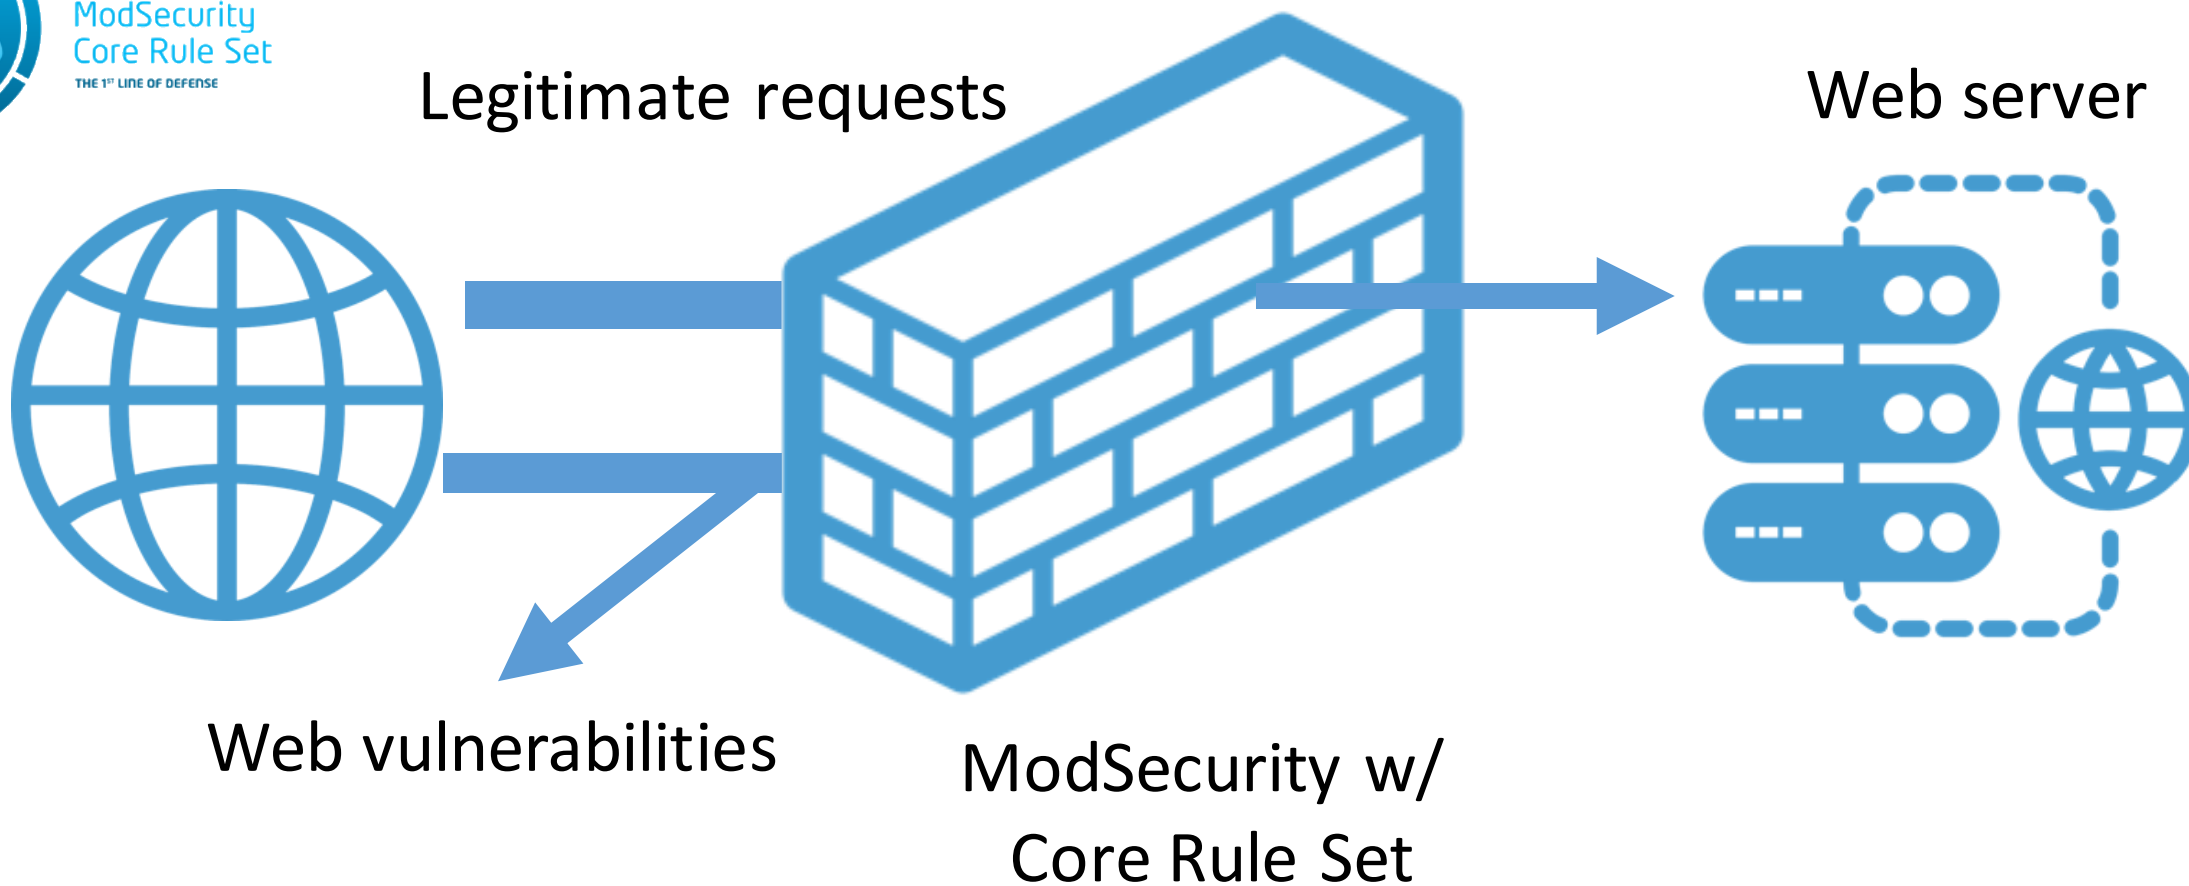 ModSecurity
Core Rule Set
THE 1ST LINE OF DEFENSE
Legitimate requests
Web server
Web vulnerabilities
ModSecurity w/
Core Rule Set